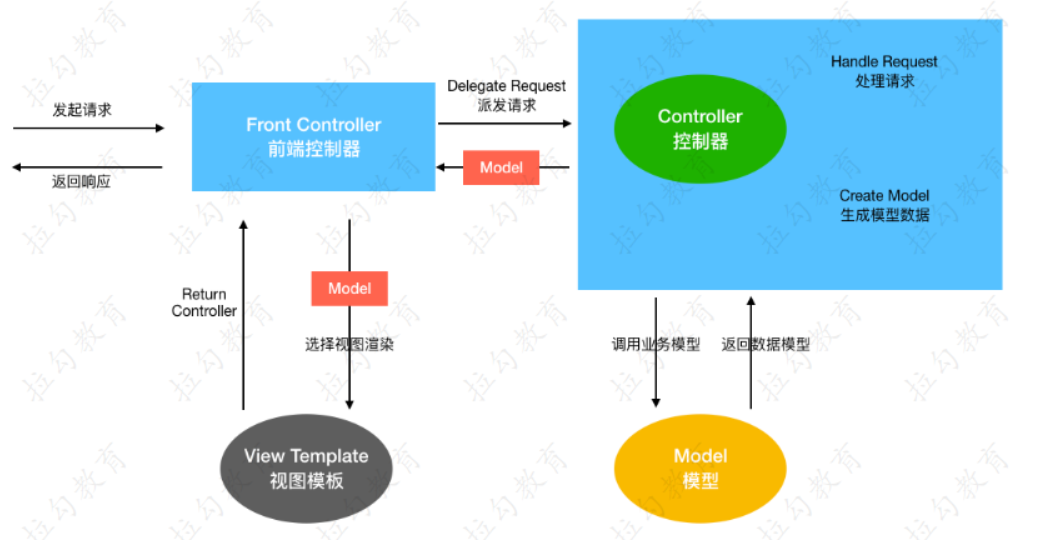 发起请求
返回响应
Front Controller
前端控制器
Delegate Request
派发请求
Model
Controller
控制器
Handle Request
处理请求
Create Model
生成模型数据
Return
Controller
Model
选择视图渲染
调用业务模型
返回数据模型
View Template
视图模板
Model
模型
拉勾教育